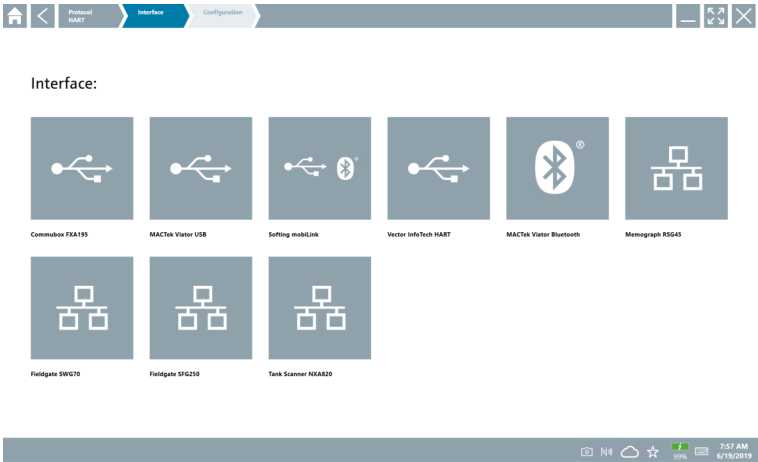 Protocol
HART
Interface
Configuration
Interface:
Commubox FXA195
MACTek Viator USB
Softing mobiLink
Vector InfoTech HART
®
MACTek Viator Bluetooth
Memograph RSG45
Fieldgate SWG70
Fieldgate SFG250
Tank Scanner NXA820
99%
7:57 AM
6/19/2019